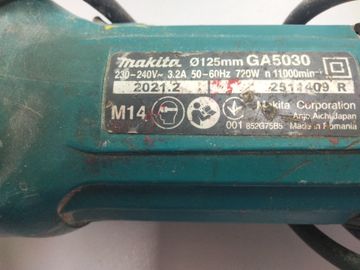 makita Ø125mm GA5030
230-240V~ 3.2A 50-60Hz 720W n 11000min-¹
2021.2 2511409 R
M14 Makita Corporation
Anjo, Aichi, Japan
001 852G75B5 Made in Romania